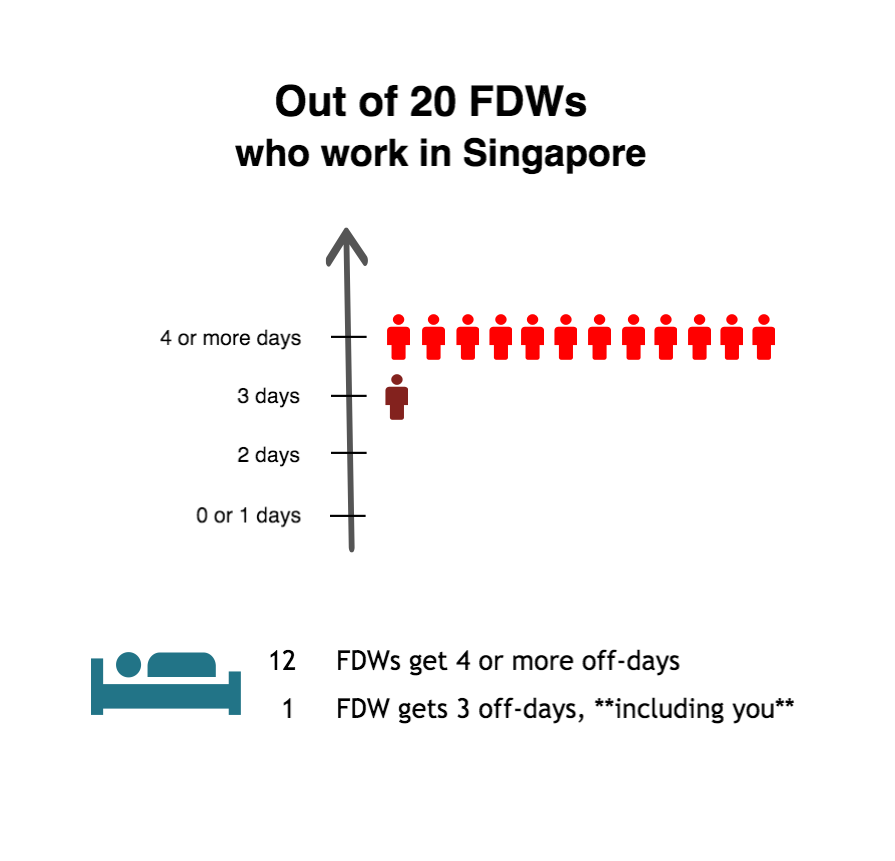 Out of 20 FDWs
who work in Singapore
4 or more days
3 days
2 days
0 or 1 days
12 FDWs get 4 or more off-days
1 FDW gets 3 off-days, **including you**